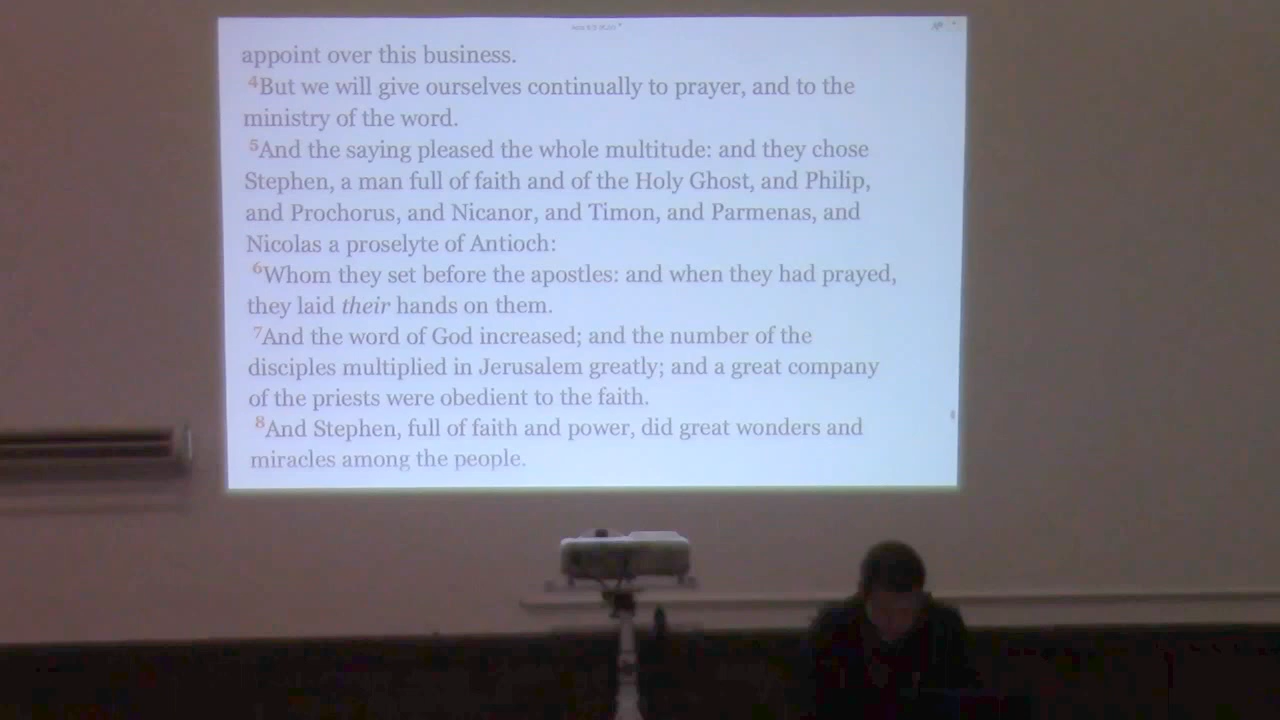 appoint over this business.
4But we will give ourselves continually to prayer, and to the
ministry of the word.
5And the saying pleased the whole multitude: and they chose
Stephen, a man full of faith and of the Holy Ghost, and Philip,
and Prochorus, and Nicanor, and Timon, and Parmenas, and
Nicolas a proselyte of Antioch:
6Whom they set before the apostles: and when they had prayed,
they laid their hands on them.
7And the word of God increased; and the number of the
disciples multiplied in Jerusalem greatly; and a great company
of the priests were obedient to the faith.
8And Stephen, full of faith and power, did great wonders and
miracles among the people.